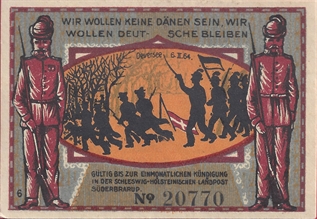 WIR WOLLEN KEINE DÄNEN SEIN, WIR
WOLLEN DEUT- SCHE BLEIBEN
Oeversee 6.II.64.
GÜLTIG BIS ZUR EINMONATLICHEN KÜNDIGUNG
IN DER SCHLESWIG-HOLSTEINISCHEN LANDPOST
SÜDERBRARUP.
6
No 20770